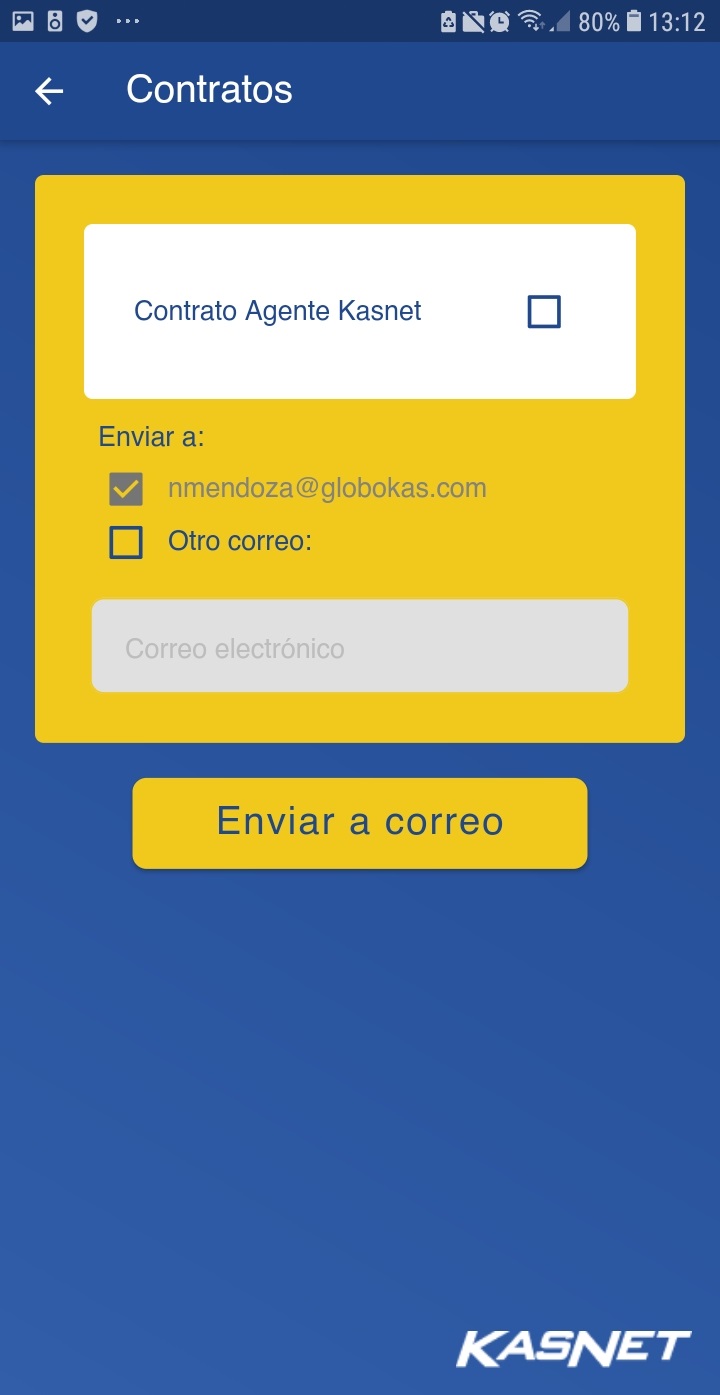 80% 13:12
Contratos
Contrato Agente Kasnet
Enviar a:
nmendoza@globokas.com
Otro correo:
Correo electrónico
Enviar a correo
KASNET